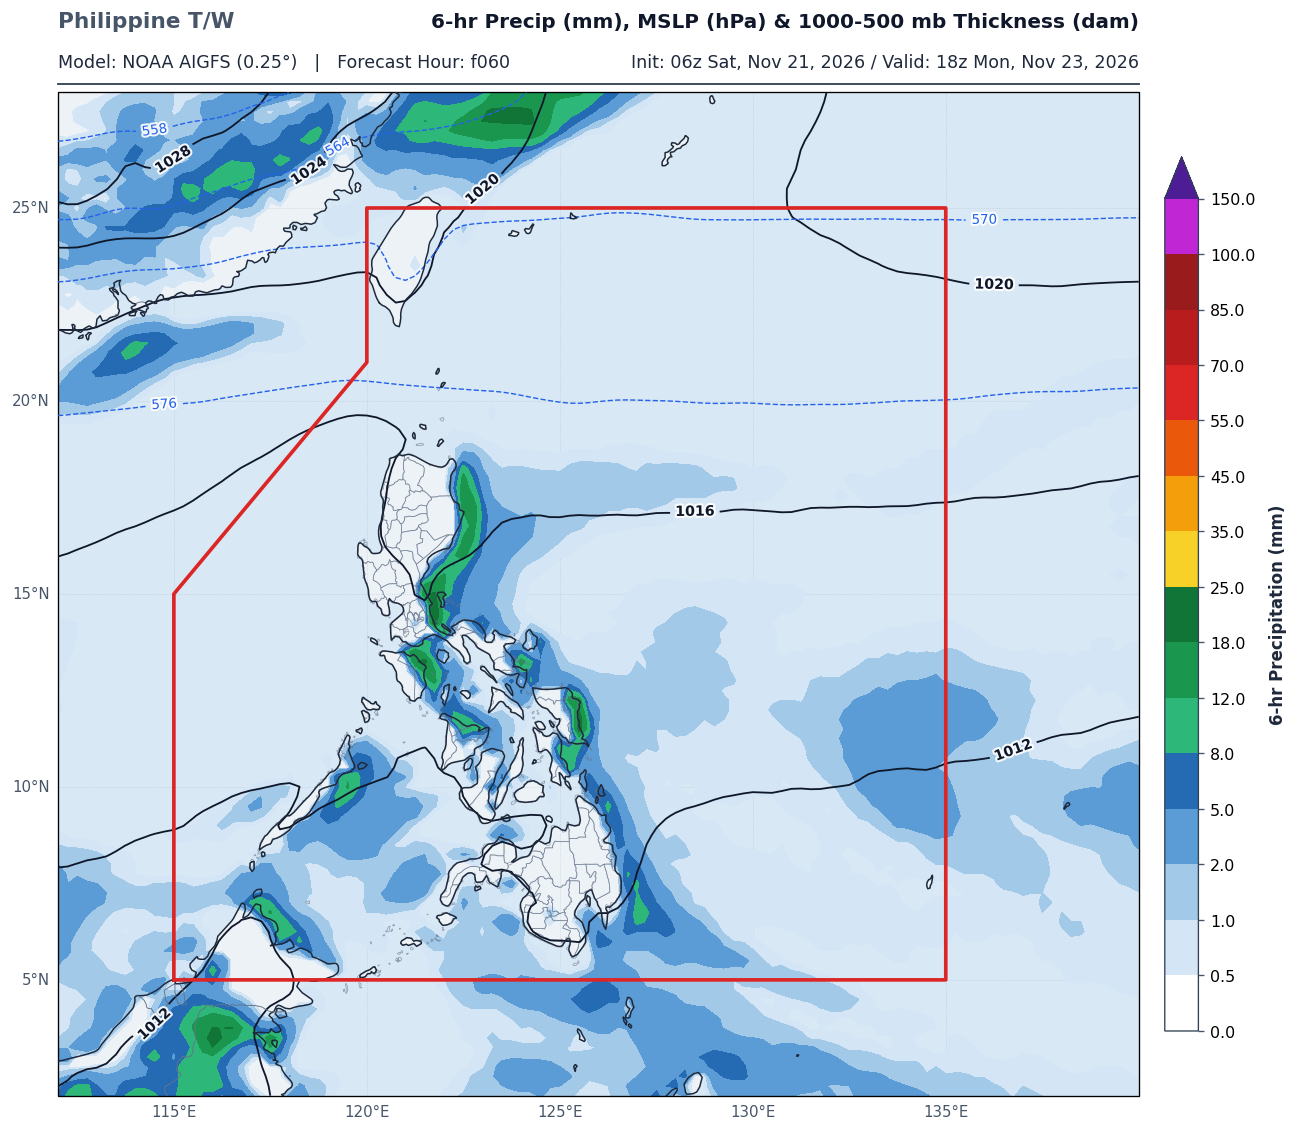 Philippine T/W
6-hr Precip (mm), MSLP (hPa) & 1000-500 mb Thickness (dam)
Model: NOAA AIGFS (0.25°) | Forecast Hour: f060
Init: 06z Sat, Nov 21, 2026 / Valid: 18z Mon, Nov 23, 2026
558
1028
564
1024
1020
570
1020
576
1016
1012
1012
25°N
20°N
15°N
10°N
5°N
115°E
120°E
125°E
130°E
135°E
150.0
100.0
85.0
70.0
55.0
45.0
35.0
25.0
18.0
12.0
8.0
5.0
2.0
1.0
0.5
0.0
6-hr Precipitation (mm)